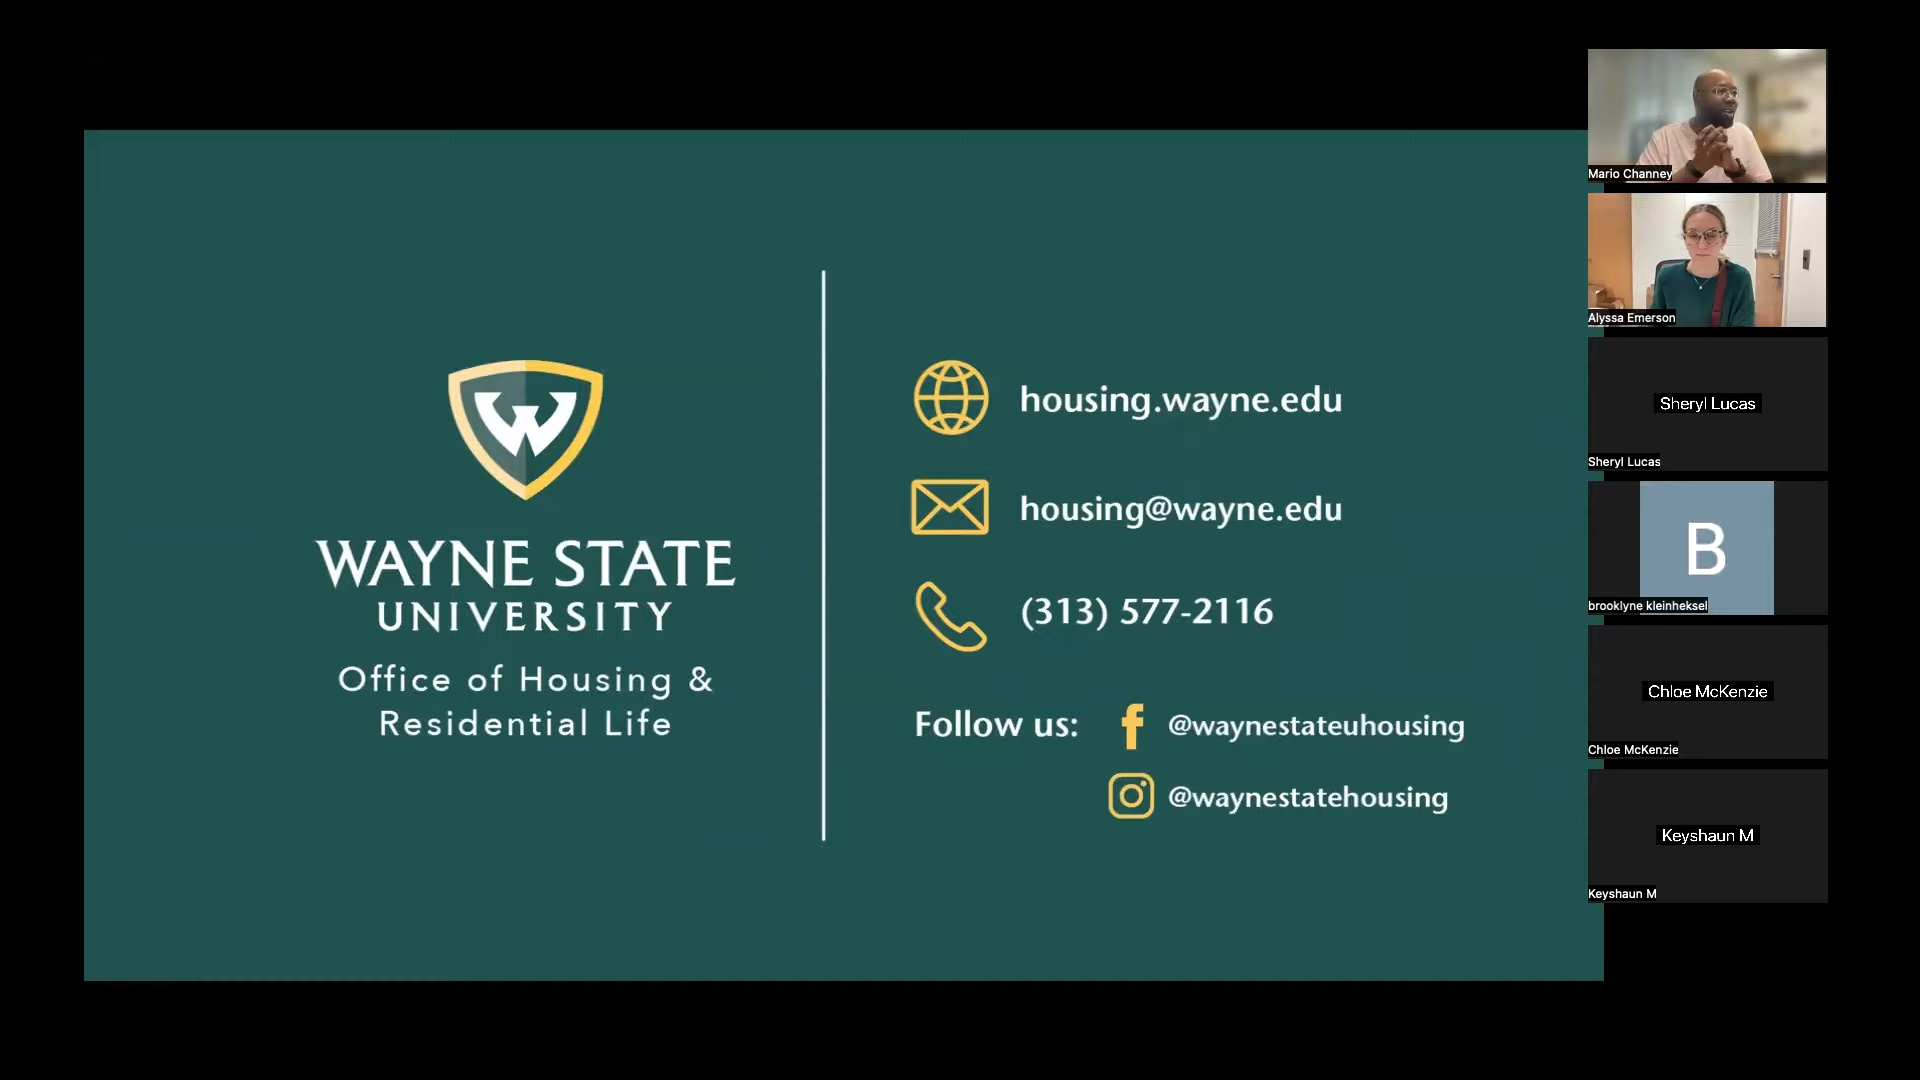 W
WAYNE STATE
UNIVERSITY
Office of Housing &
Residential Life
housing.wayne.edu
housing@wayne.edu
(313) 577-2116
Follow us:
f @waynestateuhousing
@waynestatehousing
Mario Channey
Alyssa Emerson
Sheryl Lucas
Sheryl Lucas
B
brooklyne kleinheksel
Chloe McKenzie
Chloe McKenzie
Keyshaun M
Keyshaun M